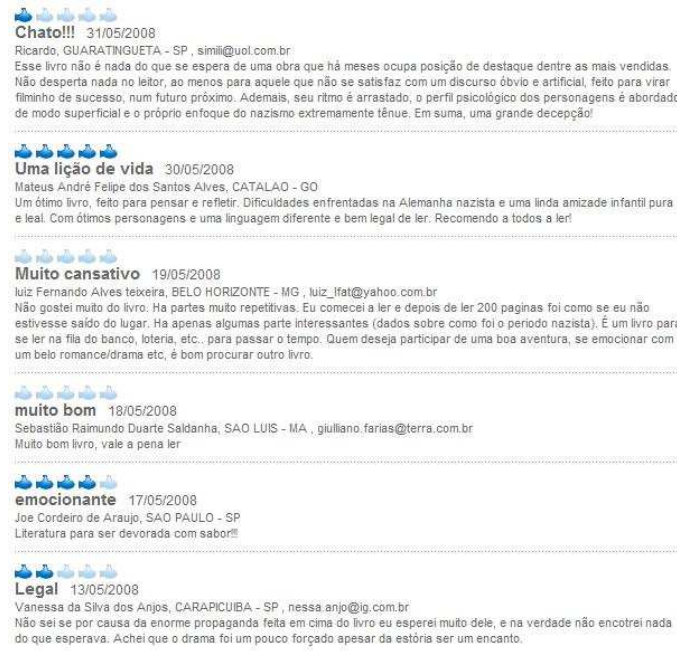 Chato!!! 31/05/2008
Ricardo, GUARATINGUETA - SP , simili@uol.com.br
Esse livro não é nada do que se espera de uma obra que há meses ocupa posição de destaque dentre as mais vendidas.
Não desperta nada no leitor, ao menos para aquele que não se satisfaz com um discurso óbvio e artificial, feito para virar
filminho de sucesso, num futuro próximo. Ademais, seu ritmo é arrastado, o perfil psicológico dos personagens é abordado
de modo superficial e o próprio enfoque do nazismo extremamente tênue. Em suma, uma grande decepção!
Uma lição de vida 30/05/2008
Mateus André Felipe dos Santos Alves, CATALAO - GO
Um ótimo livro, feito para pensar e refletir. Dificuldades enfrentadas na Alemanha nazista e uma linda amizade infantil pura
e leal. Com ótimos personagens e uma linguagem diferente e bem legal de ler. Recomendo a todos a ler!
Muito cansativo 19/05/2008
luiz Fernando Alves teixeira, BELO HORIZONTE - MG , luiz_lfat@yahoo.com.br
Não gostei muito do livro. Ha partes muito repetitivas. Eu comecei a ler e depois de ler 200 paginas foi como se eu não
estivesse saído do lugar. Ha apenas algumas parte interessantes (dados sobre como foi o periodo nazista). É um livro para
se ler na fila do banco, loteria, etc.. para passar o tempo. Quem deseja participar de uma boa aventura, se emocionar com
um belo romance/drama etc, é bom procurar outro livro.
muito bom 18/05/2008
Sebastião Raimundo Duarte Saldanha, SAO LUIS - MA , giulliano.farias@terra.com.br
Muito bom livro, vale a pena ler
emocionante 17/05/2008
Joe Cordeiro de Araujo, SAO PAULO - SP
Literatura para ser devorada com sabor!!!
Legal 13/05/2008
Vanessa da Silva dos Anjos, CARAPICUIBA - SP , nessa.anjo@ig.com.br
Não sei se por causa da enorme propaganda feita em cima do livro eu esperei muito dele, e na verdade não encotrei nada
do que esperava. Achei que o drama foi um pouco forçado apesar da estória ser um encanto.